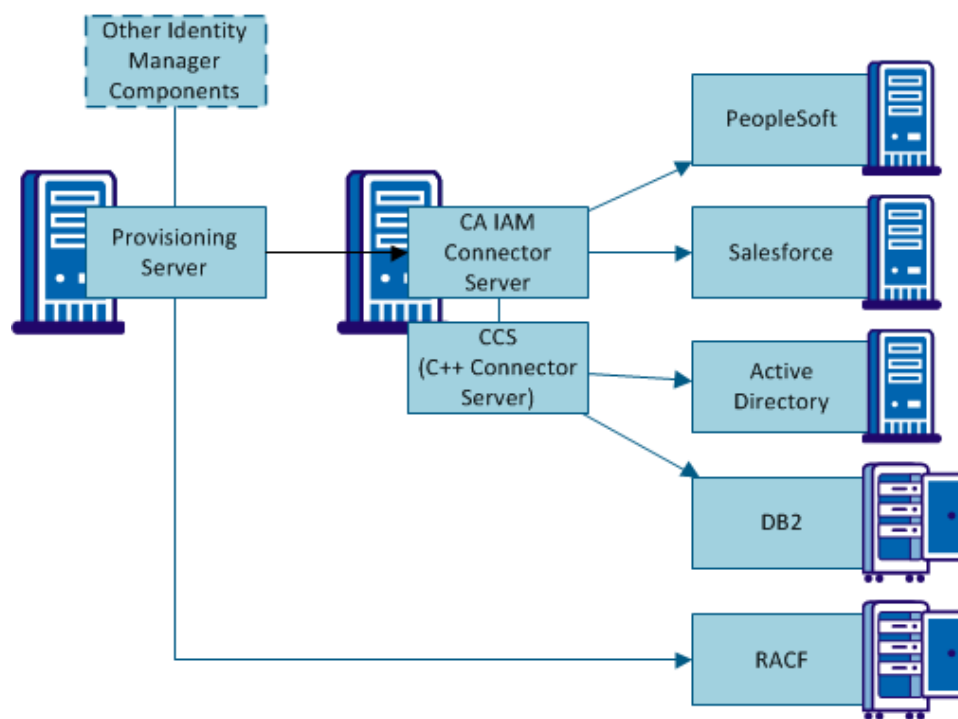 Other Identity
Manager
Components
PeopleSoft
Provisioning
Server
CA IAM
Connector
Server
Salesforce
CCS
(C++ Connector
Server)
Active
Directory
DB2
RACF